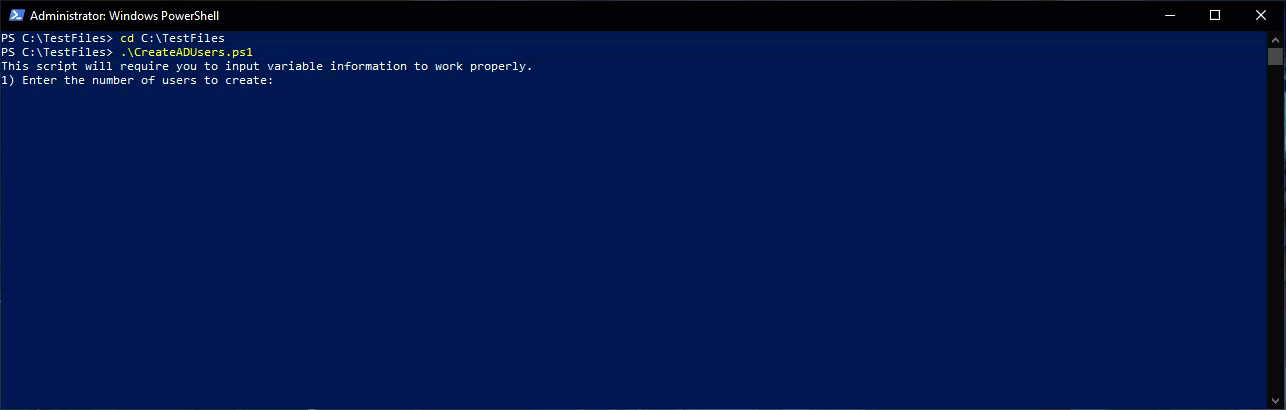 Administrator: Windows PowerShell
PS C:\TestFiles> cd C:\TestFiles
PS C:\TestFiles> .\CreateADUsers.ps1
This script will require you to input variable information to work properly.
1) Enter the number of users to create: